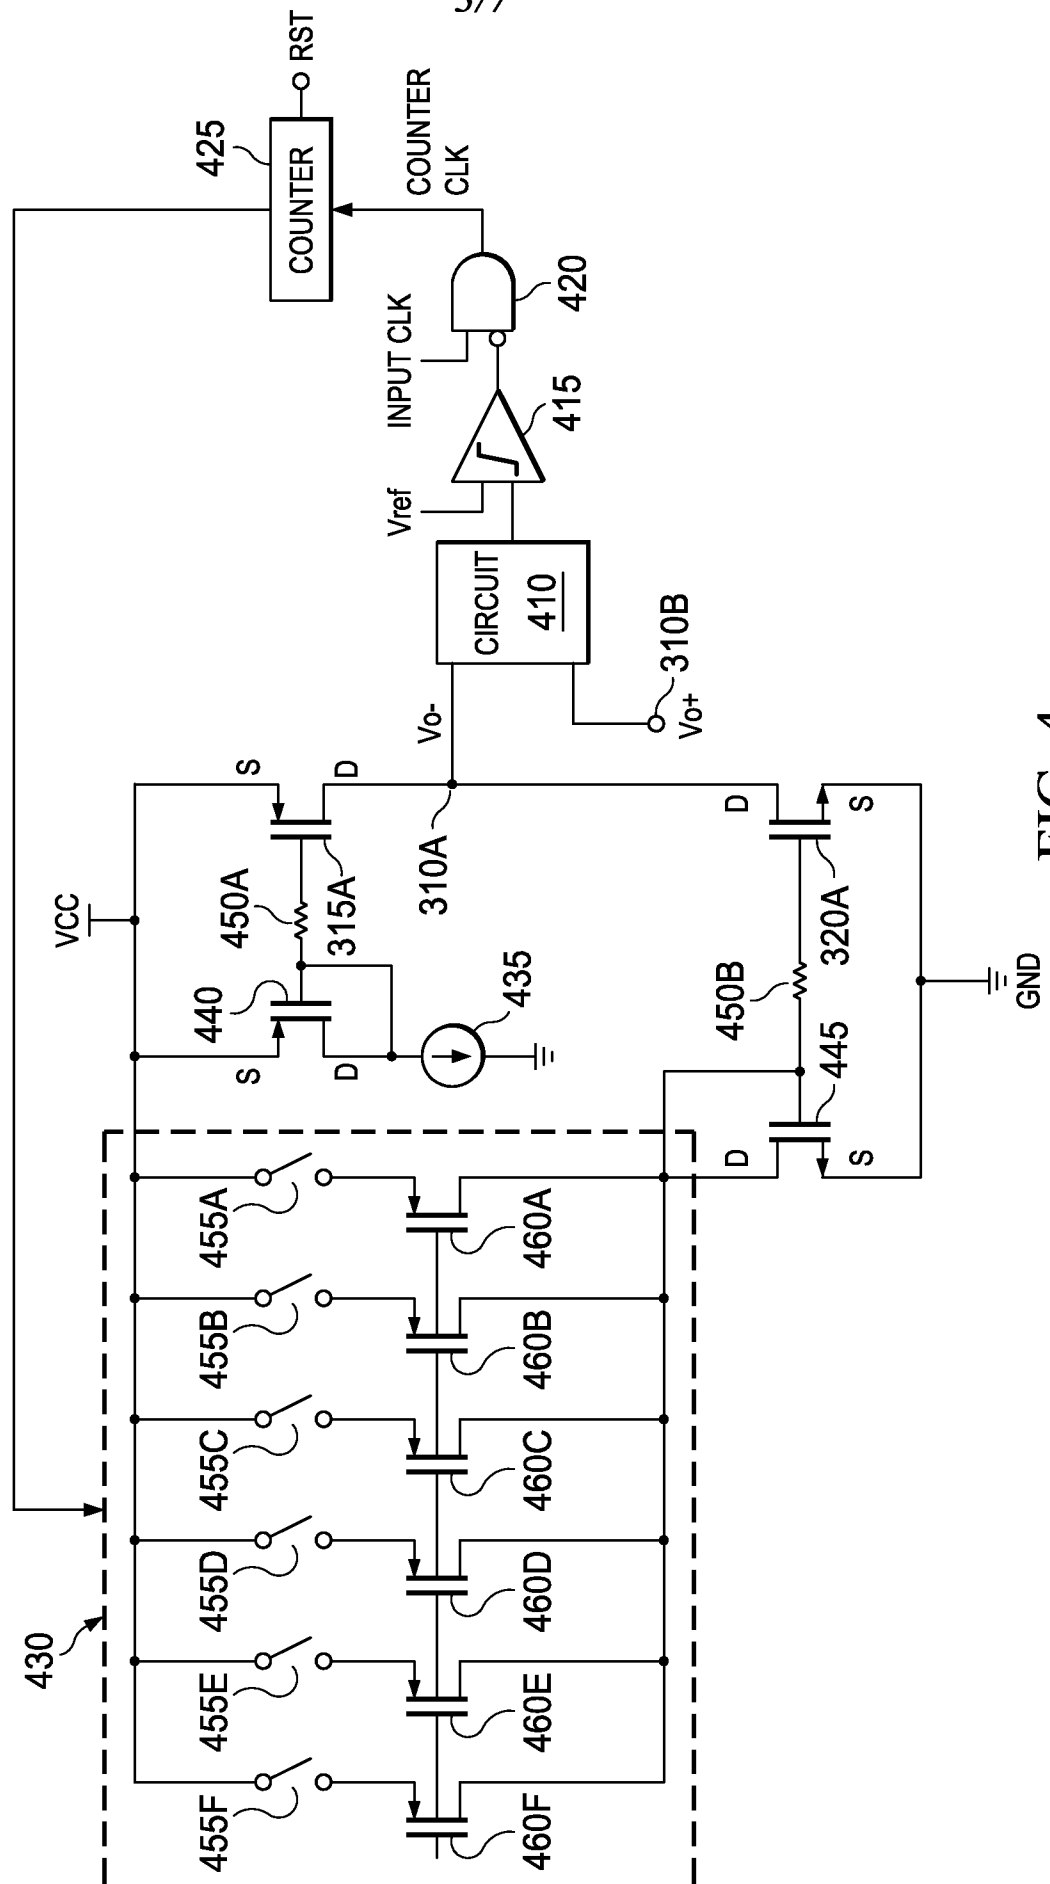 430
455F
455E
455D
455C
455B
455A
460F
460E
460D
460C
460B
460A
VCC
S
440
D
435
450A
S
315A
D
310A
Vo-
CIRCUIT
410
Vo+
310B
Vref
415
INPUT CLK
420
COUNTER
CLK
425
COUNTER
RST
D
445
S
450B
D
320A
S
GND